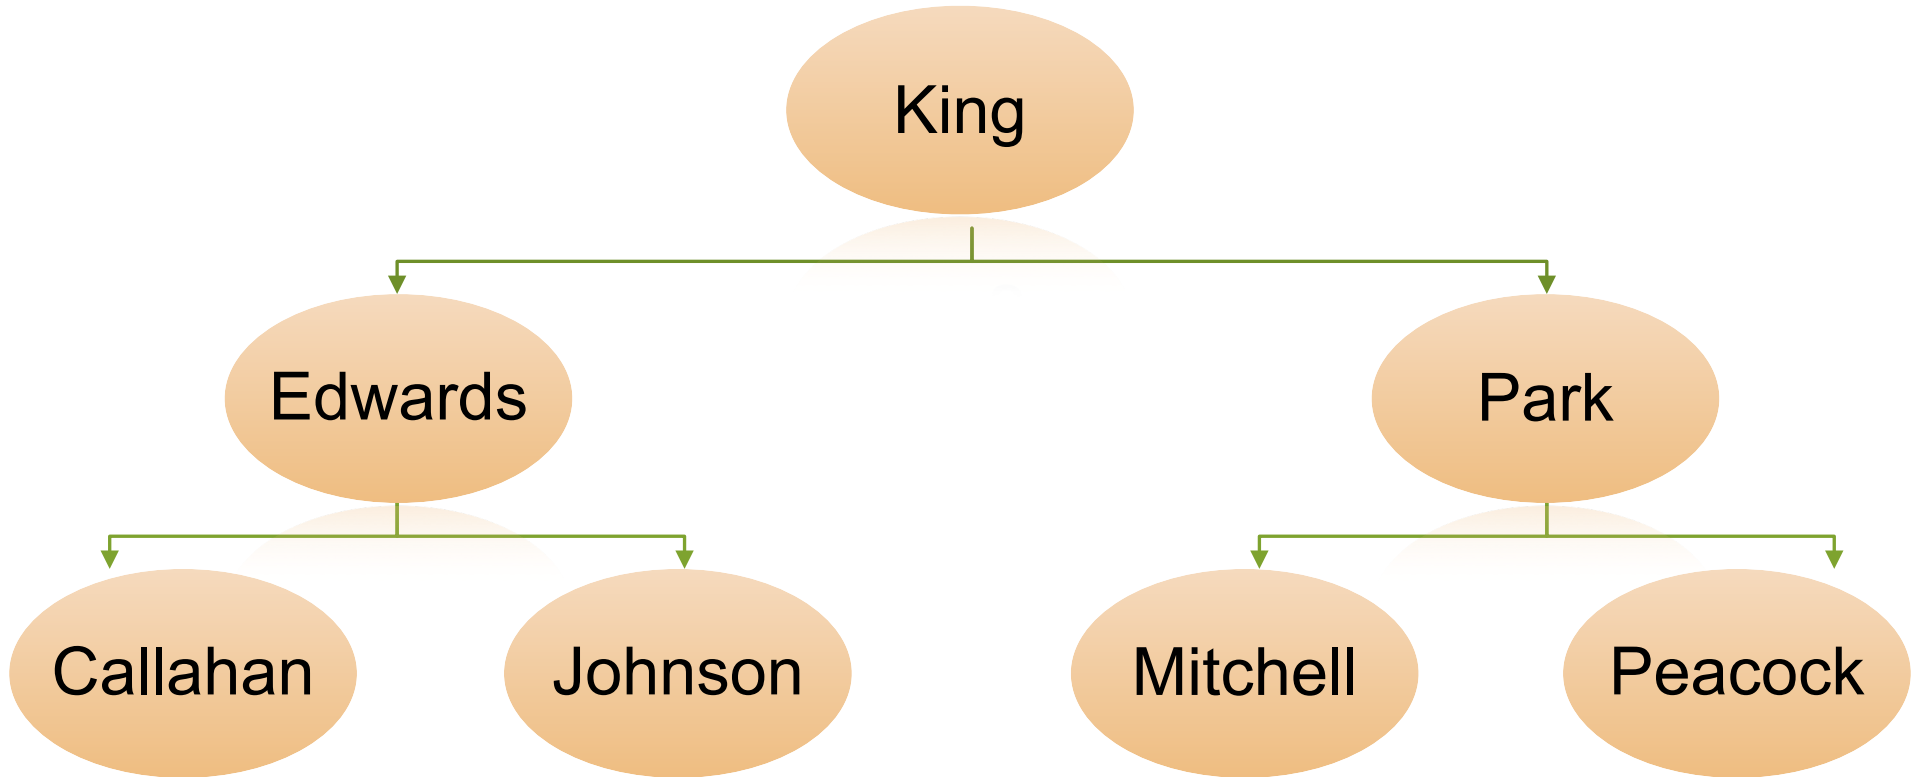 King
Edwards
Park
Callahan
Johnson
Mitchell
Peacock